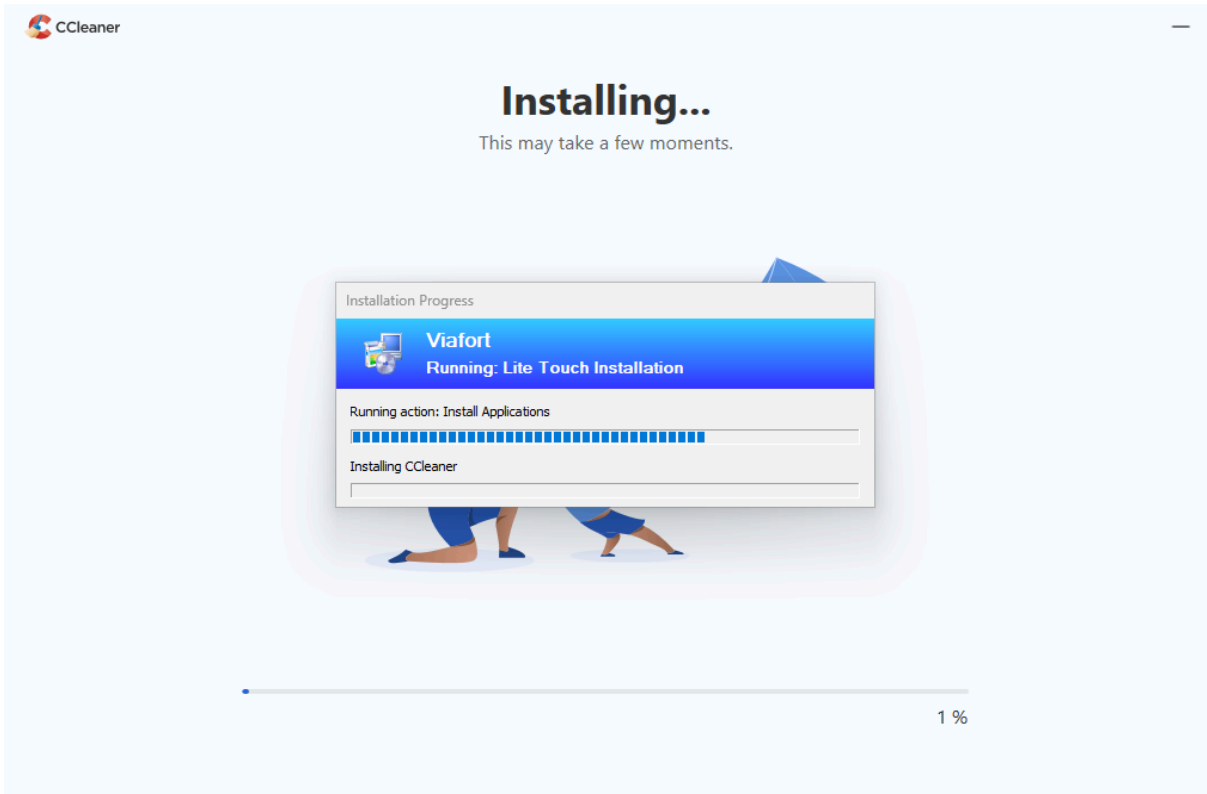 CCleaner
Installing...
This may take a few moments.
Installation Progress
Viafort
Running: Lite Touch Installation
Running action: Install Applications
Installing CCleaner
1 %